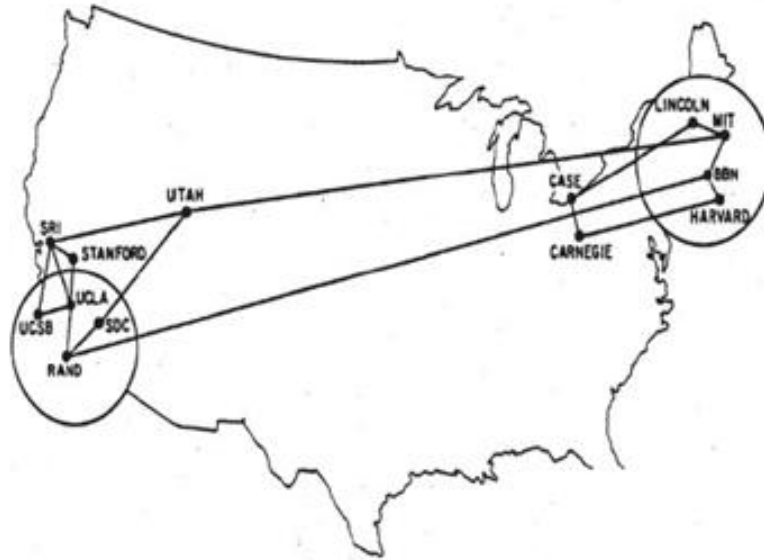 LINCOLN
MIT
BBN
CASE
HARVARD
CARNEGIE
UTAH
SRI
STANFORD
UCLA
UCSB
SDC
RAND